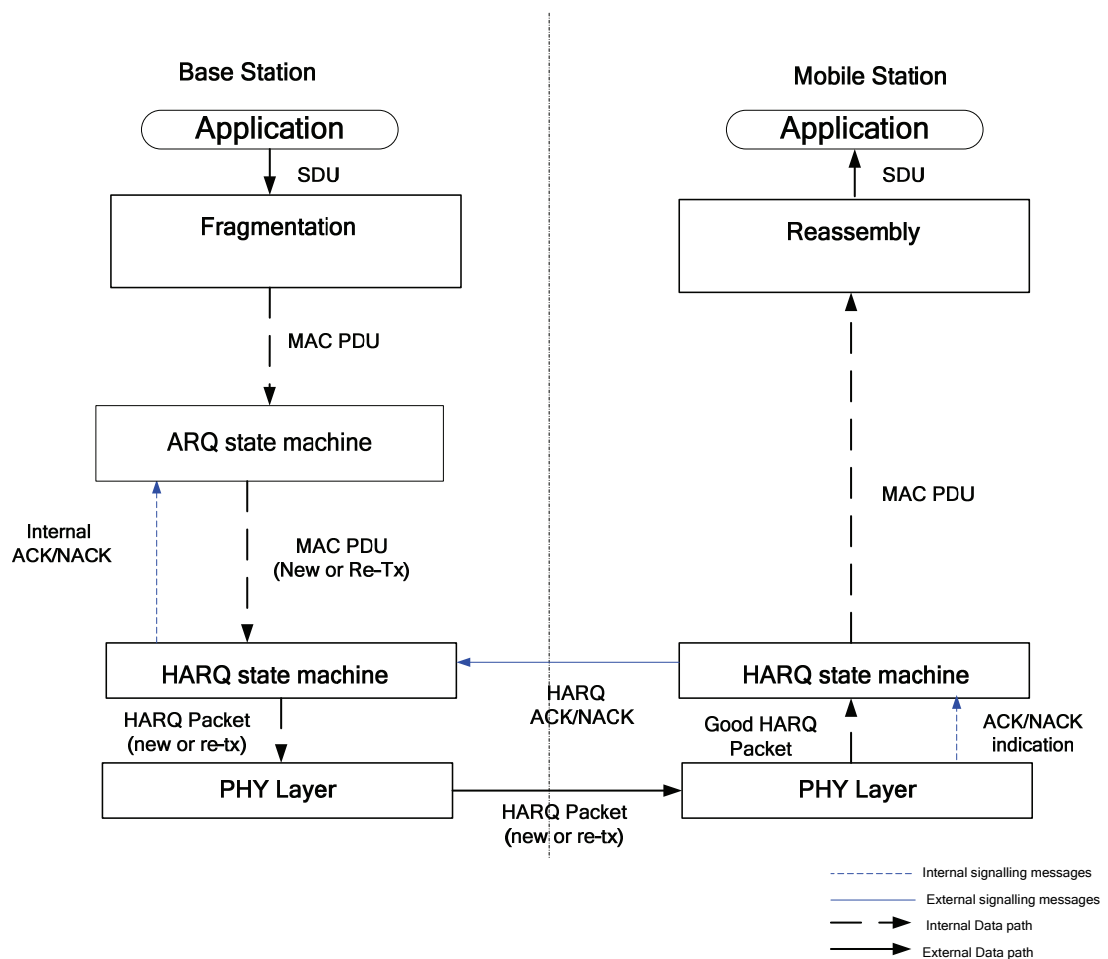 Base Station
Mobile Station
Application
Application
SDU
SDU
Fragmentation
Reassembly
MAC PDU
ARQ state machine
MAC PDU
Internal
ACK/NACK
MAC PDU
(New or Re-Tx)
HARQ state machine
HARQ state machine
HARQ
ACK/NACK
HARQ Packet
(new or re-tx)
Good HARQ
Packet
ACK/NACK
indication
PHY Layer
PHY Layer
HARQ Packet
(new or re-tx)
Internal signalling messages
External signalling messages
Internal Data path
External Data path